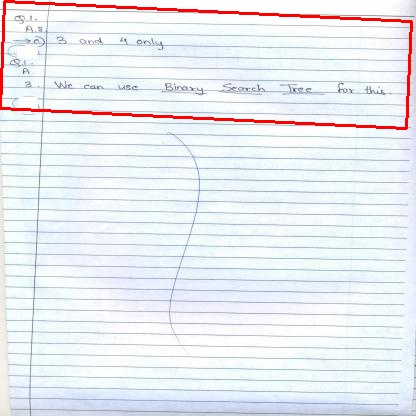 Q.1.
A.2
→ c) 3 and 4 only
Q.1.
A.
3. We can use Binary Search Tree for this.